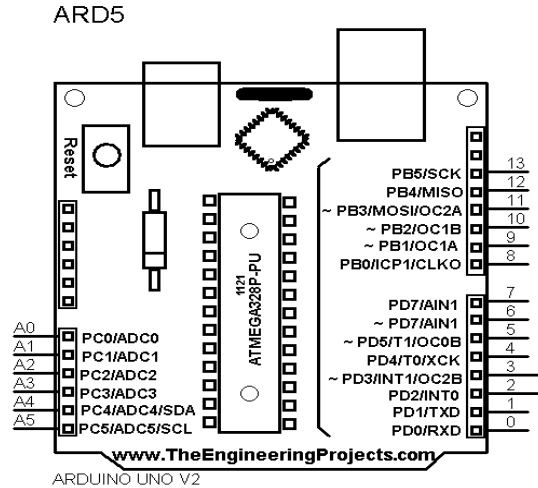 ARD5
Reset
PB5/SCK 13
PB4/MISO 12
~ PB3/MOSI/OC2A 11
~ PB2/OC1B 10
~ PB1/OC1A 9
PB0/ICP1/CLKO 8
1121
ATMEGA328P-PU
PD7/AIN1 7
~ PD7/AIN1 6
~ PD5/T1/OC0B 5
PD4/T0/XCK 4
~ PD3/INT1/OC2B 3
PD2/INT0 2
PD1/TXD 1
PD0/RXD 0
A0 PC0/ADC0
A1 PC1/ADC1
A2 PC2/ADC2
A3 PC3/ADC3
A4 PC4/ADC4/SDA
A5 PC5/ADC5/SCL
www.TheEngineeringProjects.com
ARDUINO UNO V2